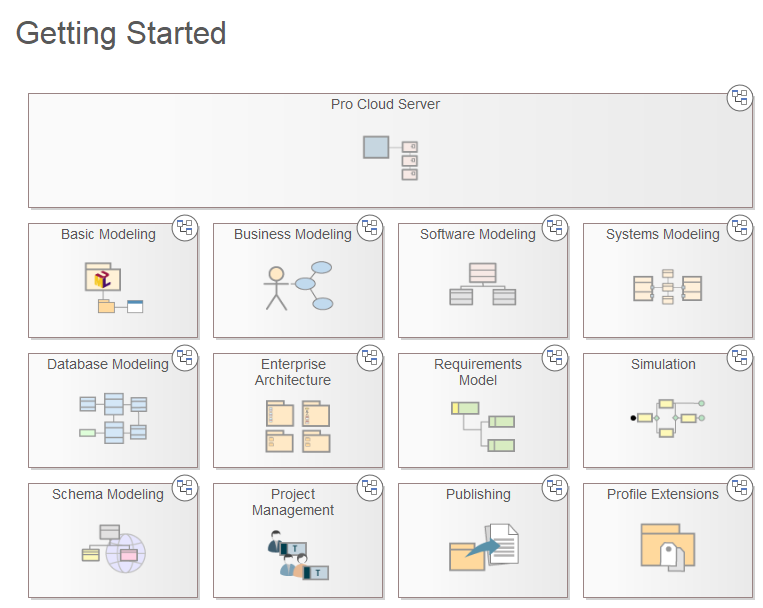 Getting Started
Pro Cloud Server
Basic Modeling
Business Modeling
Software Modeling
Systems Modeling
Database Modeling
Enterprise
Architecture
Requirements
Model
Simulation
Schema Modeling
Project
Management
Publishing
Profile Extensions
T
T